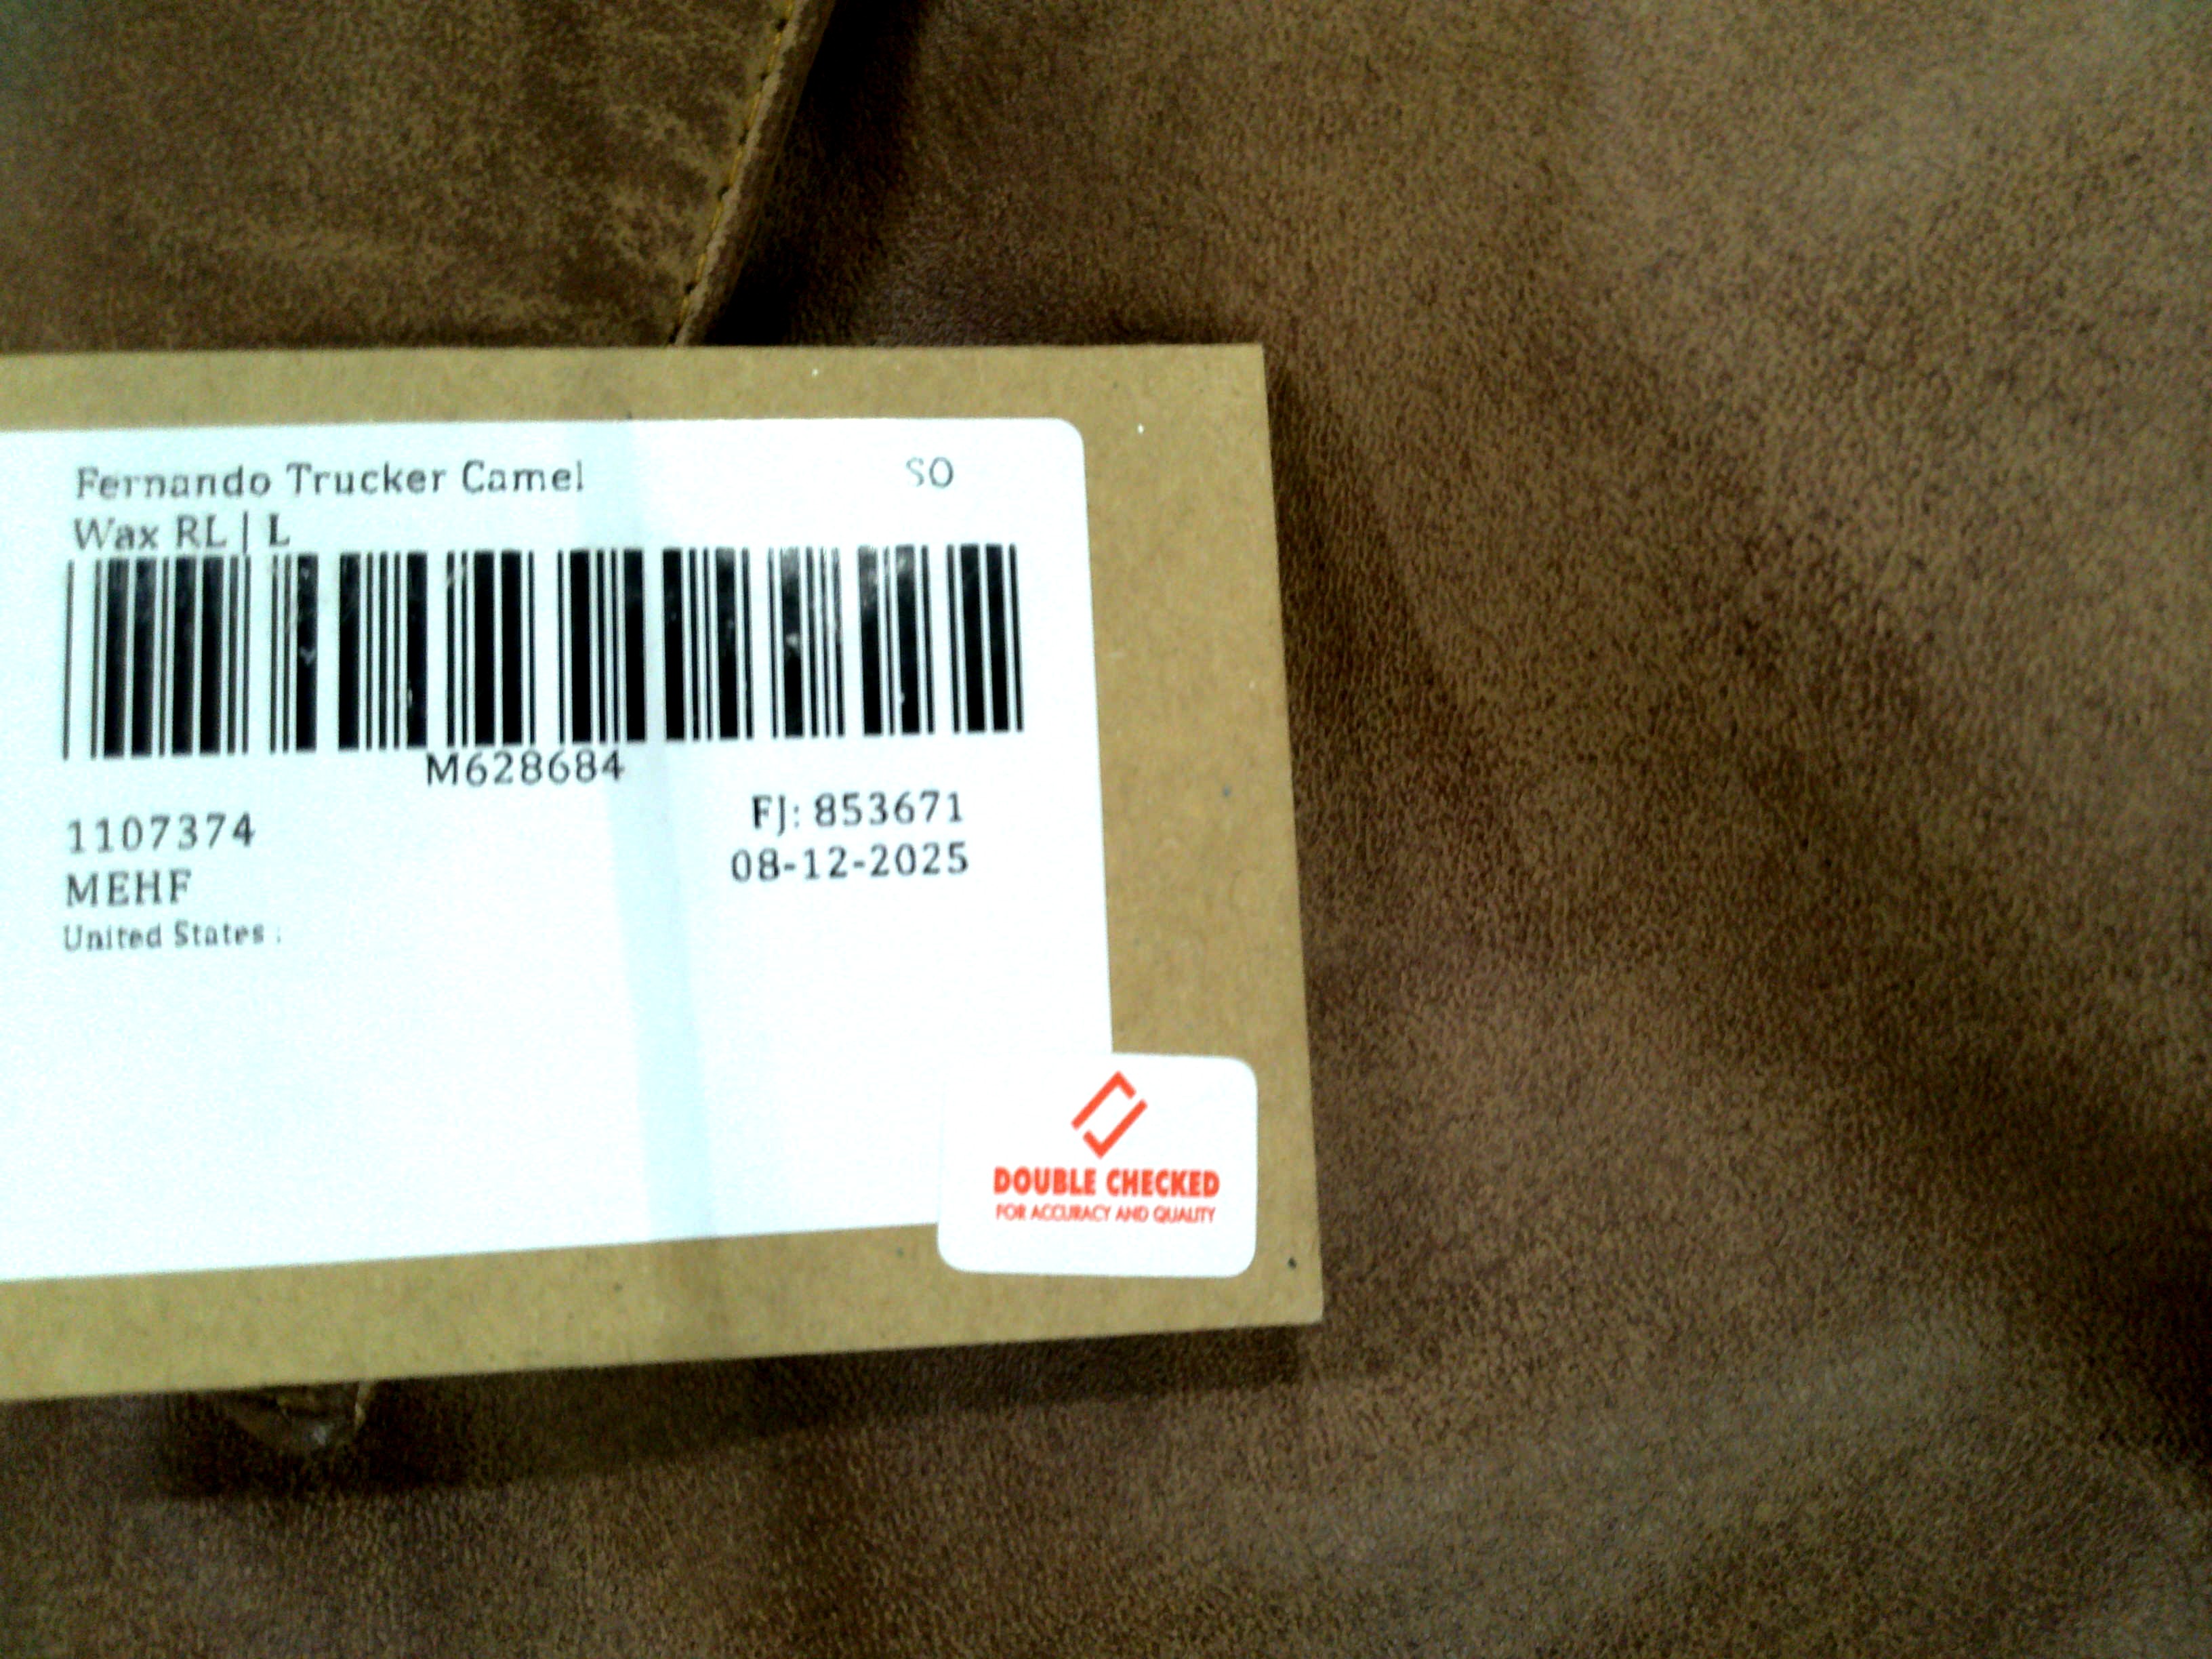 Fernando Trucker Camel SO
Wax RL | L
M628684
1107374 FJ: 853671
MEHF 08-12-2025
United States :
DOUBLE CHECKED
FOR ACCURACY AND QUALITY